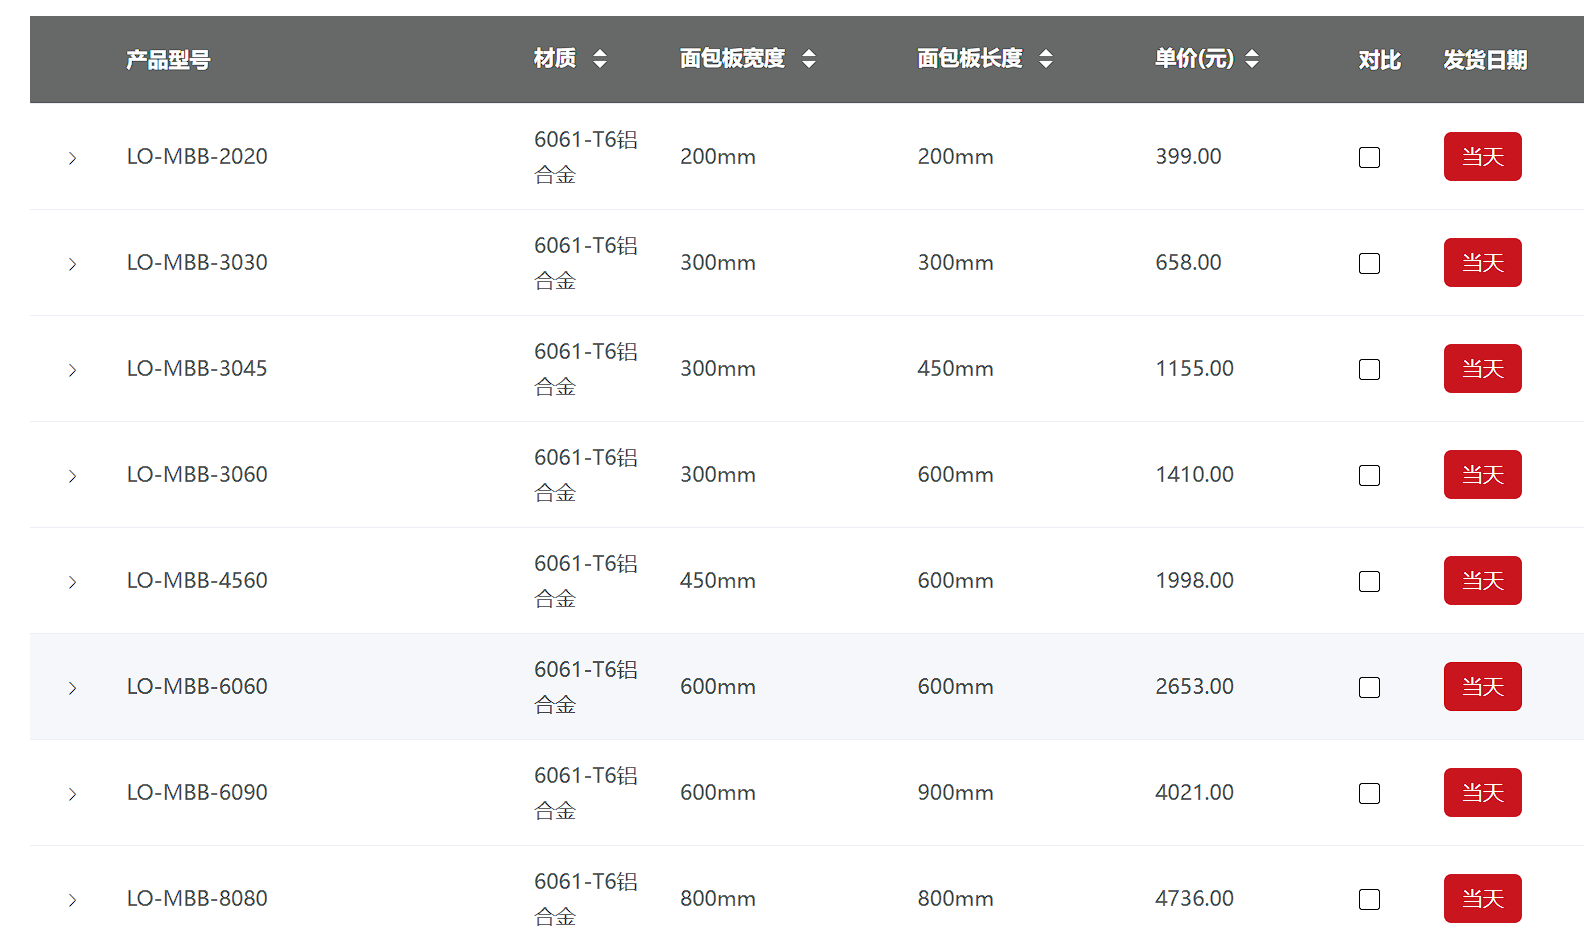 产品型号 材质 面包板宽度 面包板长度 单价(元) 对比 发货日期
LO-MBB-2020 6061-T6铝合金 200mm 200mm 399.00 当天
LO-MBB-3030 6061-T6铝合金 300mm 300mm 658.00 当天
LO-MBB-3045 6061-T6铝合金 300mm 450mm 1155.00 当天
LO-MBB-3060 6061-T6铝合金 300mm 600mm 1410.00 当天
LO-MBB-4560 6061-T6铝合金 450mm 600mm 1998.00 当天
LO-MBB-6060 6061-T6铝合金 600mm 600mm 2653.00 当天
LO-MBB-6090 6061-T6铝合金 600mm 900mm 4021.00 当天
LO-MBB-8080 6061-T6铝合金 800mm 800mm 4736.00 当天